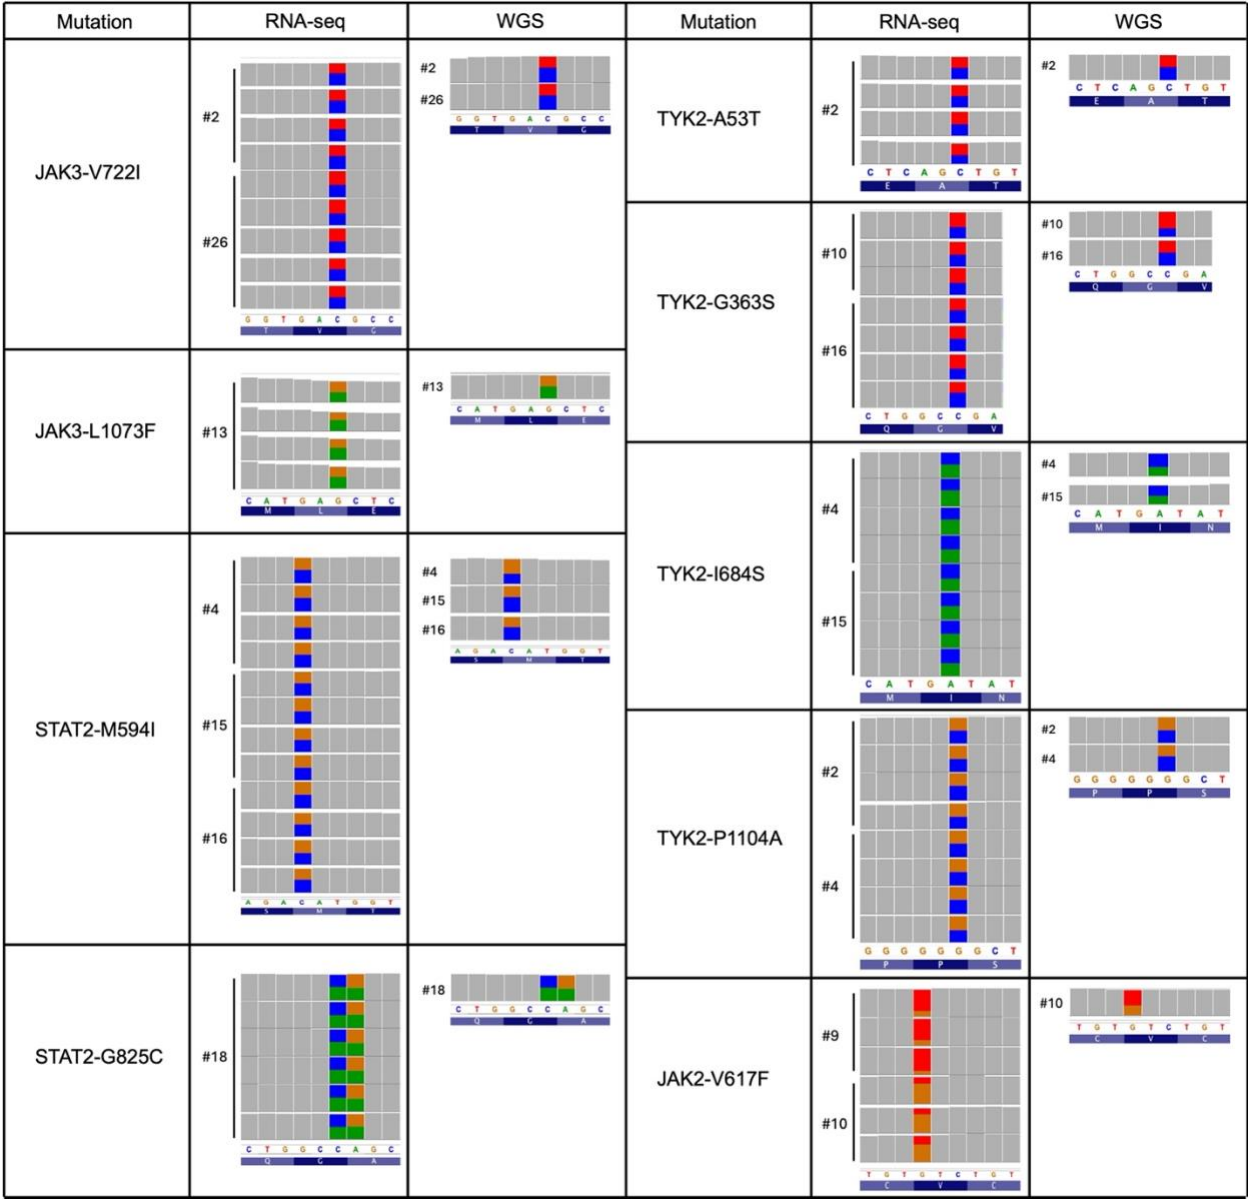 Mutation RNA-seq WGS Mutation RNA-seq WGS
JAK3-V722I
#2
#26
G G T G A C G C C
T V G
#2
#26
G G T G A C G C C
T V G
JAK3-L1073F
#13
C A T G A G C T C
M L E
#13
C A T G A G C T C
M L E
STAT2-M594I
#4
#15
#16
A G A C A T G G T
S M T
#4
#15
#16
A G A C A T G G T
S M T
STAT2-G825C
#18
C T G G C C A G C
Q G A
#18
C T G G C C A G C
Q G A
TYK2-A53T
#2
C T C A G C T G T
E A T
#2
C T C A G C T G T
E A T
TYK2-G363S
#10
#16
C T G G C C G A
Q G V
#10
#16
C T G G C C G A
Q G V
TYK2-I684S
#4
#15
C A T G A T A T
M I N
#4
#15
C A T G A T A T
M I N
TYK2-P1104A
#2
#4
G G G G G G G C T
P P S
#2
#4
G G G G G G G C T
P P S
JAK2-V617F
#9
#10
T G T G T C T G T
C V C
#10
T G T G T C T G T
C V C